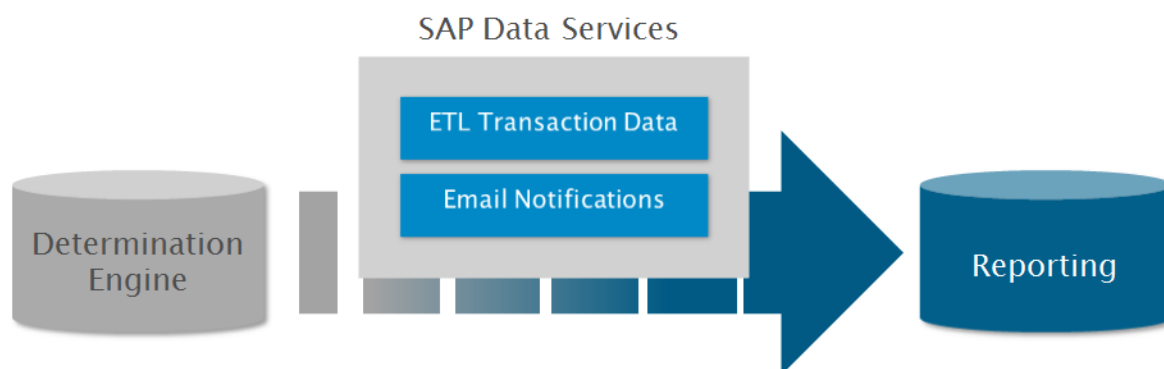 SAP Data Services
ETL Transaction Data
Email Notifications
Determination
Engine
Reporting